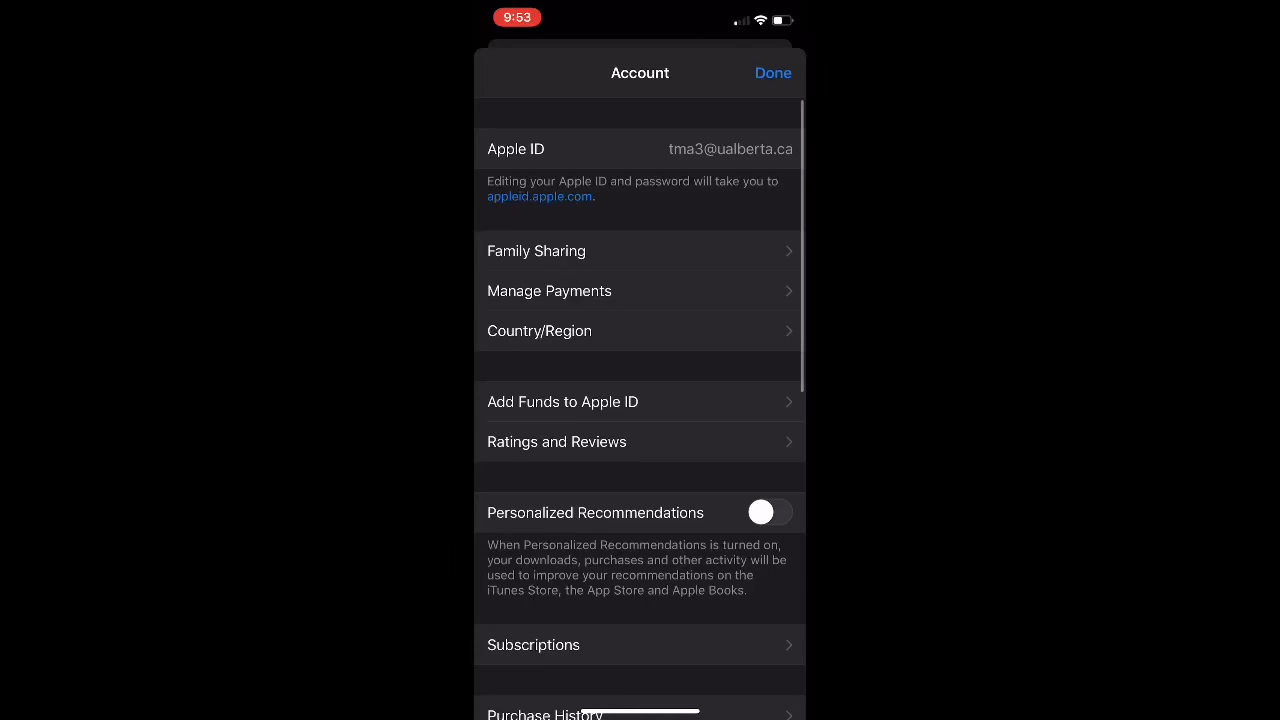 9:53
Account
Done
Apple ID
tma3@ualberta.ca
Editing your Apple ID and password will take you to
appleid.apple.com.
Family Sharing
Manage Payments
Country/Region
Add Funds to Apple ID
Ratings and Reviews
Personalized Recommendations
When Personalized Recommendations is turned on,
your downloads, purchases and other activity will be
used to improve your recommendations on the
iTunes Store, the App Store and Apple Books.
Subscriptions
Purchase History